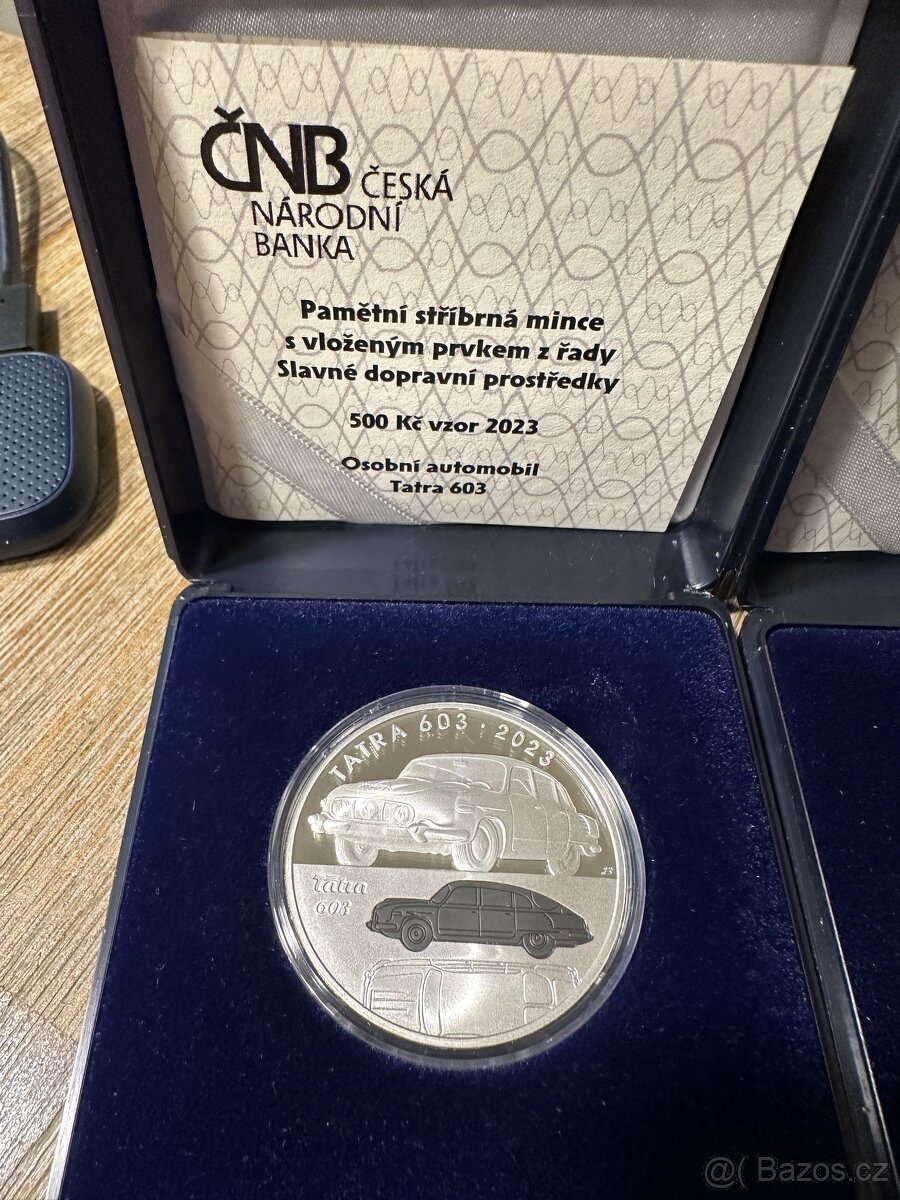 ČNB ČESKÁ
NÁRODNÍ
BANKA
Pamětní stříbrná mince
s vloženým prvkem z řady
Slavné dopravní prostředky
500 Kč vzor 2023
Osobní automobil
Tatra 603
TATRA 603 · 2023
Tatra
603
@( Bazos.cz